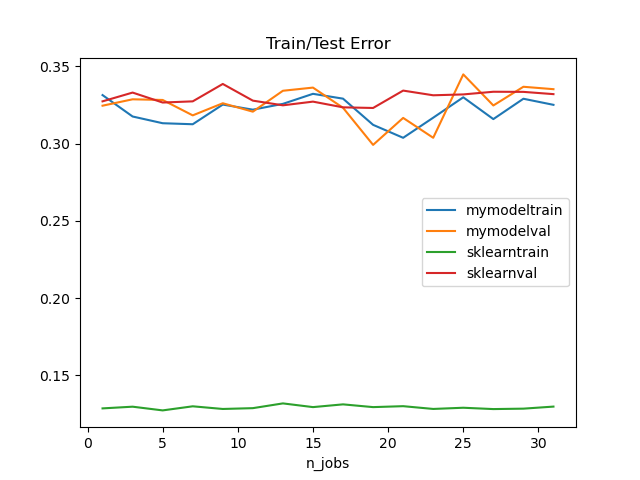 Train/Test Error
0.35
0.30
0.25
0.20
0.15
mymodeltrain
mymodelval
sklearntrain
sklearnval
0 5 10 15 20 25 30
n_jobs